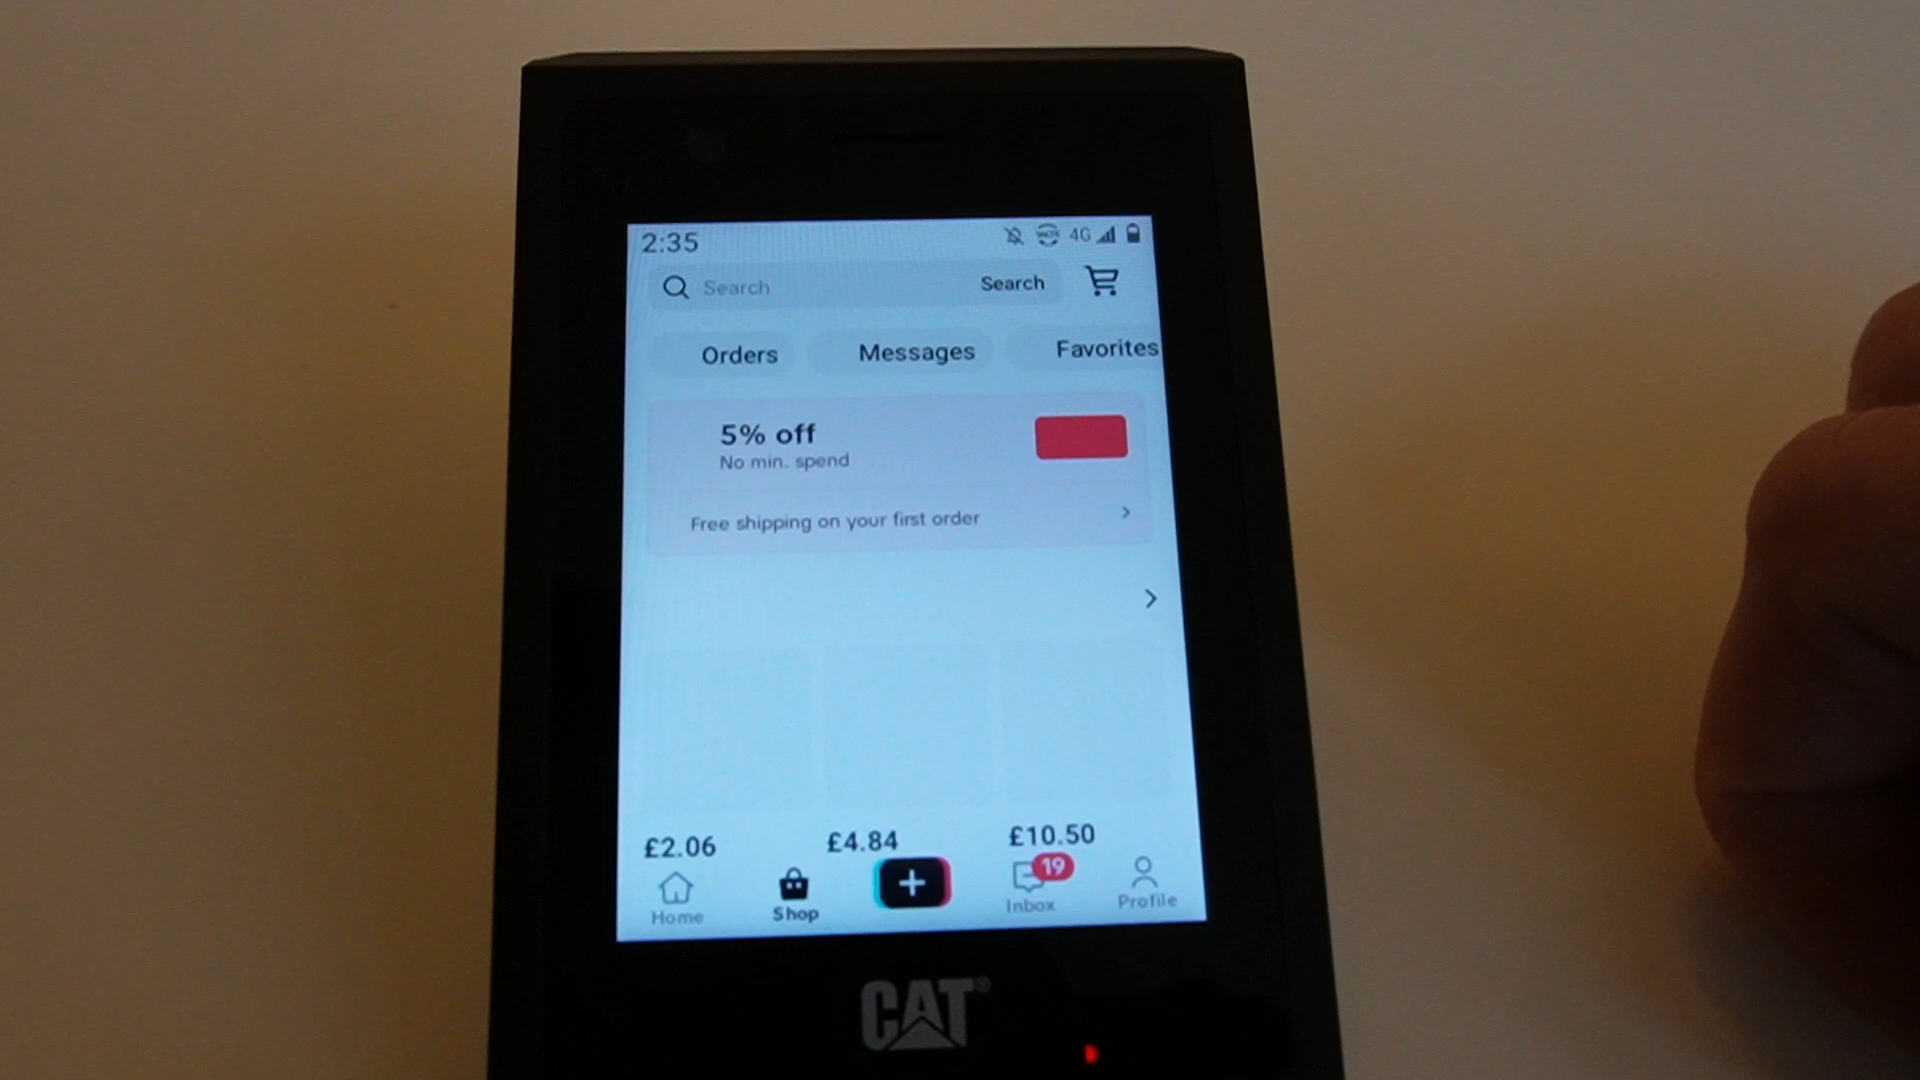 2:35 4G
Search Search
Orders Messages Favorites
5% off
No min. spend
Free shipping on your first order
£2.06 £4.84 £10.50
19
Home Shop Inbox Profile
CAT®